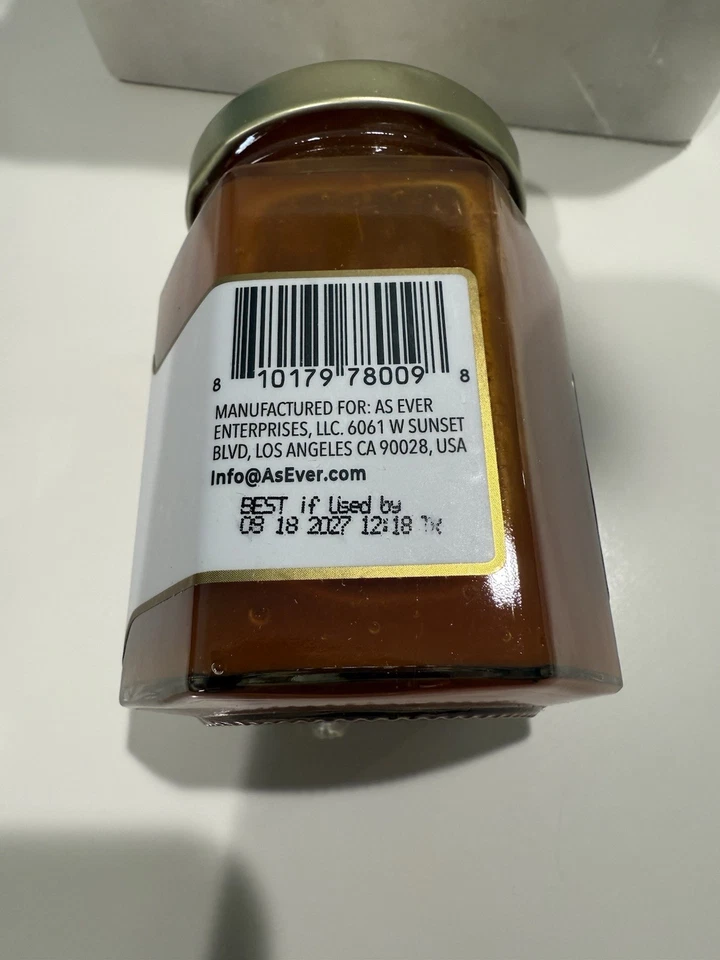 8 10179 78009 8
MANUFACTURED FOR: AS EVER
ENTERPRISES, LLC. 6061 W SUNSET
BLVD, LOS ANGELES CA 90028, USA
Info@AsEver.com
BEST if Used by
08 18 2027 12:18